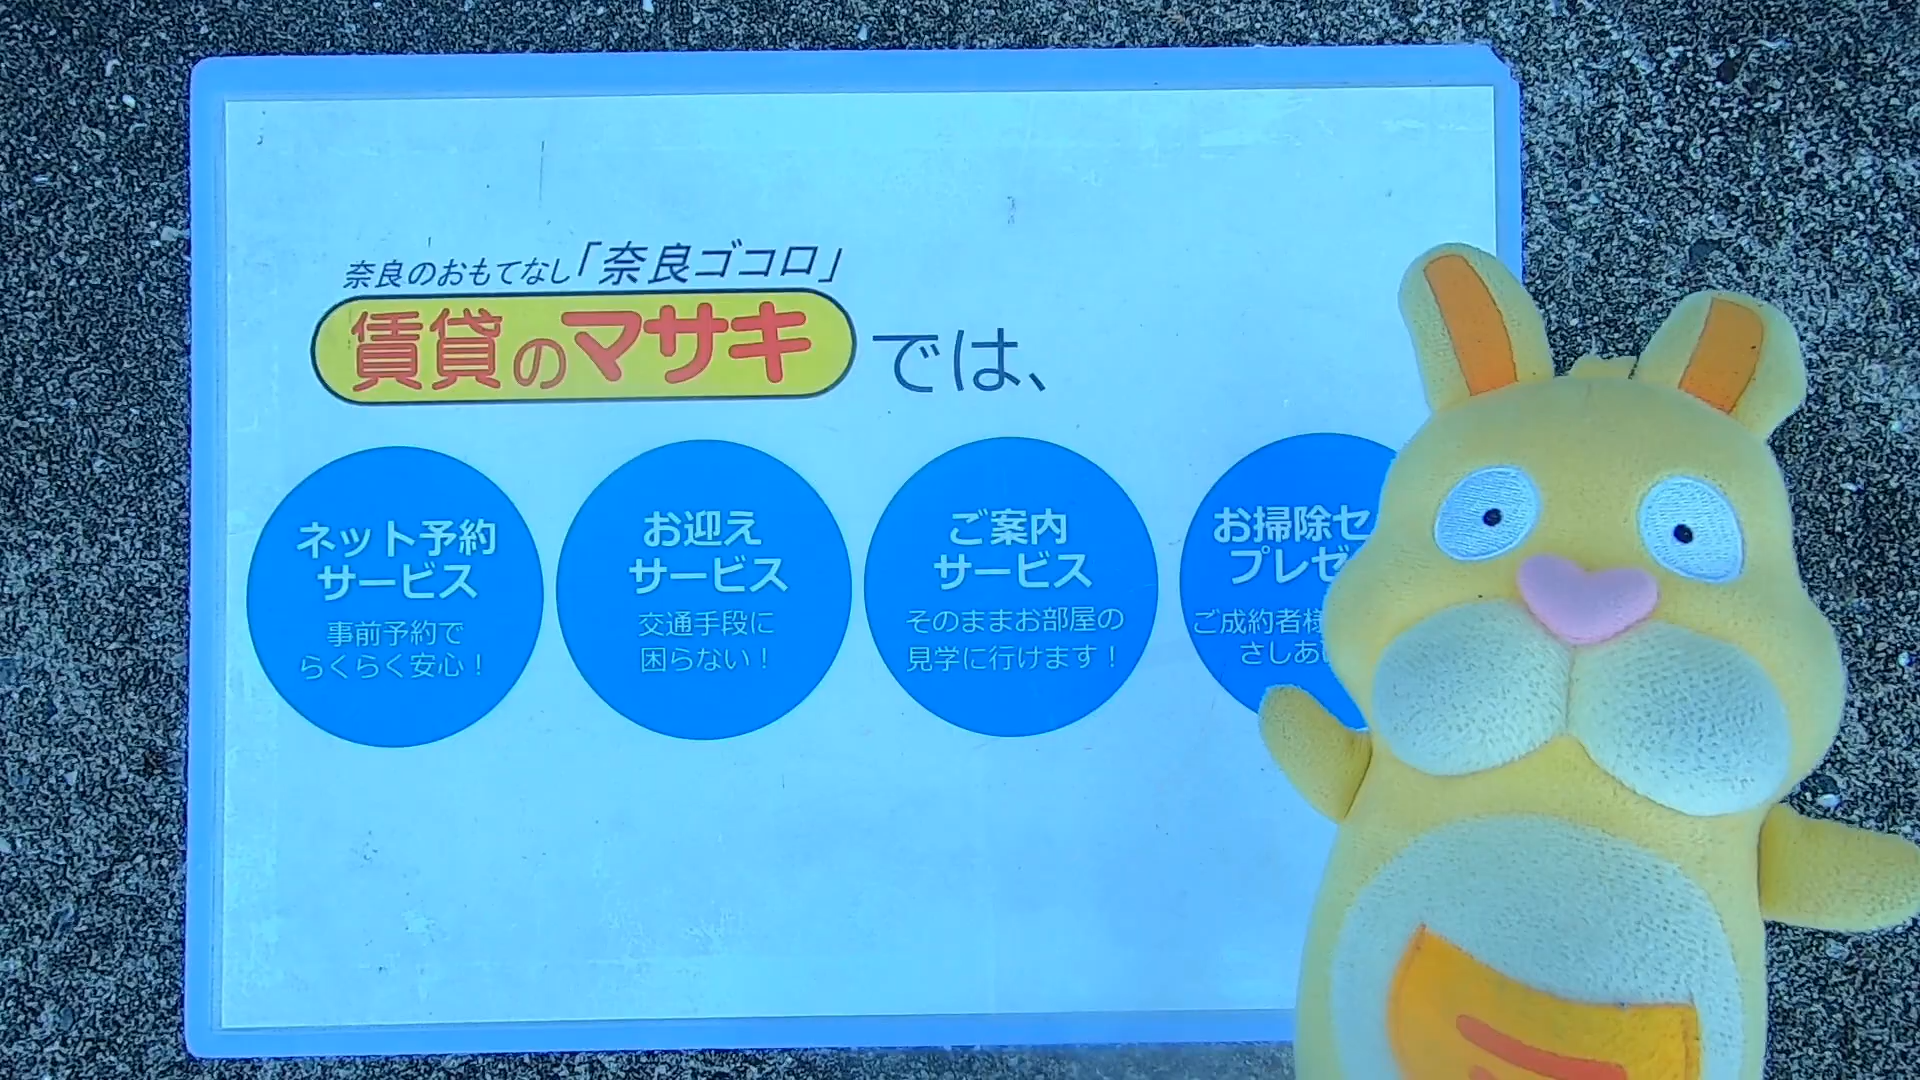 奈良のおもてなし「奈良ゴコロ」
賃貸のマサキでは、
ネット予約
サービス
事前予約で
らくらく安心！
お迎え
サービス
交通手段に
困らない！
ご案内
サービス
そのままお部屋の
見学に行けます！
お掃除セ
プレゼ
ご成約者様
さしあ